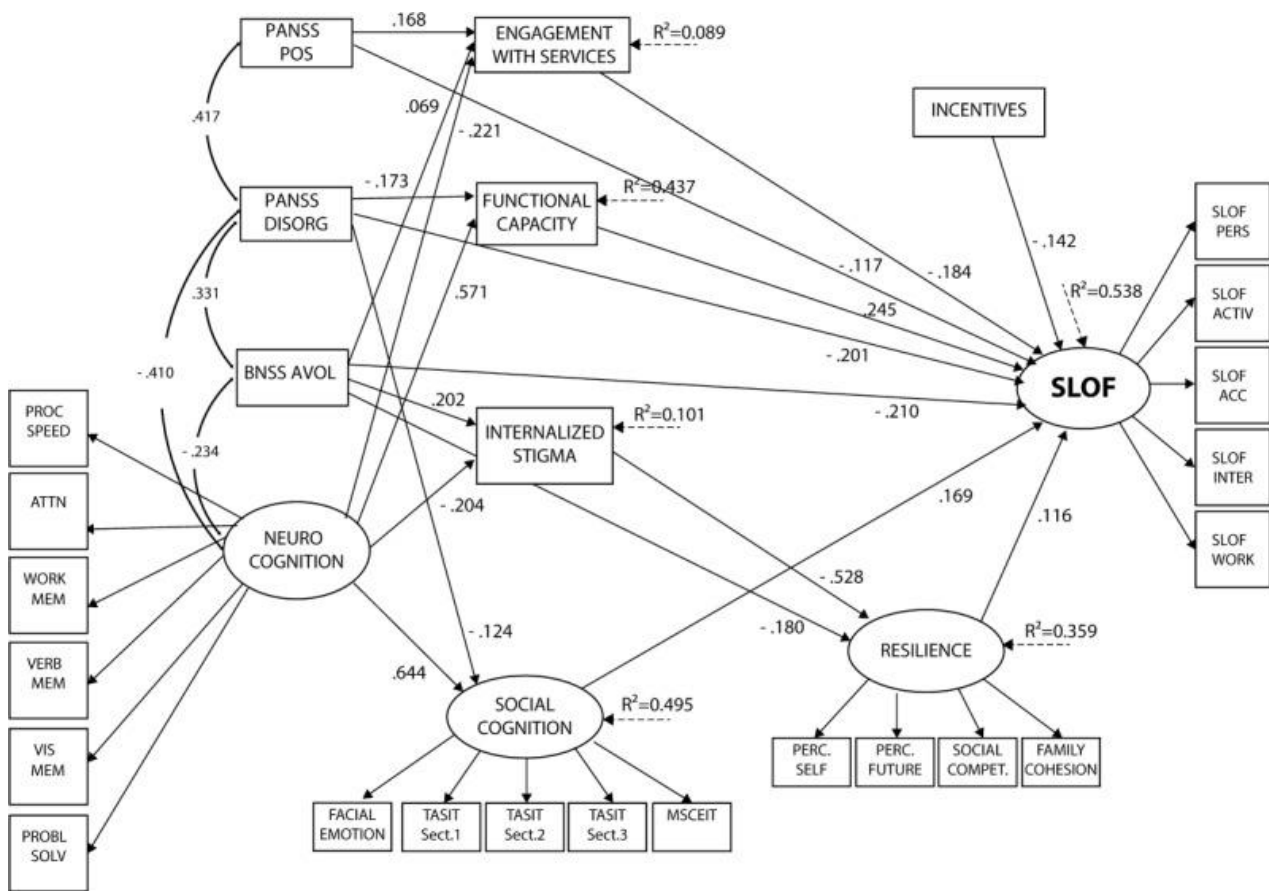 PANSS
POS
.168
ENGAGEMENT
WITH SERVICES
R²=0.089
.069
- .221
.417
INCENTIVES
PANSS
DISORG
- .173
FUNCTIONAL
CAPACITY
R²=0.437
.571
.331
- .117
- .184
.245
- .201
- .142
R²=0.538
SLOF
SLOF
PERS
SLOF
ACTIV
SLOF
ACC
SLOF
INTER
SLOF
WORK
BNSS AVOL
- .410
- .234
.202
- .210
INTERNALIZED
STIGMA
R²=0.101
- .204
.169
.116
PROC
SPEED
ATTN
WORK
MEM
VERB
MEM
VIS
MEM
PROBL
SOLV
NEURO
COGNITION
- .528
- .180
- .124
.644
RESILIENCE
R²=0.359
SOCIAL
COGNITION
R²=0.495
PERC.
SELF
PERC.
FUTURE
SOCIAL
COMPET.
FAMILY
COHESION
FACIAL
EMOTION
TASIT
Sect.1
TASIT
Sect.2
TASIT
Sect.3
MSCEIT